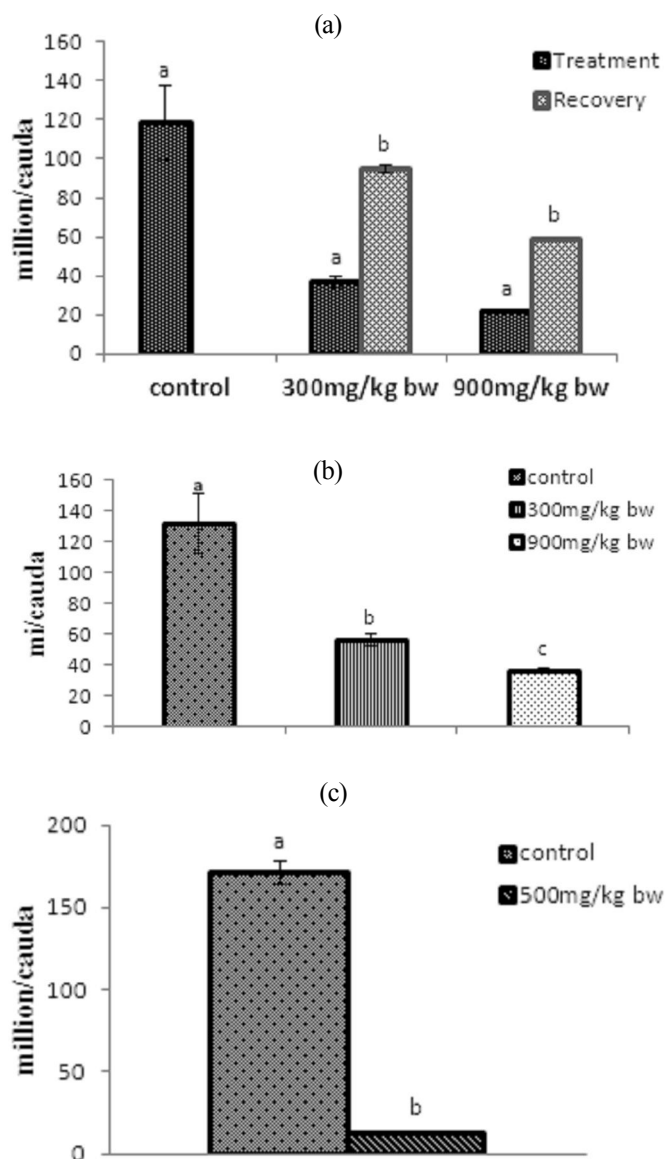 (a)
160
140
120
100
80
60
40
20
0
million/cauda
a
a
b
a
b
Treatment
Recovery
control 300mg/kg bw 900mg/kg bw
(b)
160
140
120
100
80
60
40
20
0
mi/cauda
a
b
c
control
300mg/kg bw
900mg/kg bw
(c)
200
150
100
50
0
million/cauda
a
b
control
500mg/kg bw